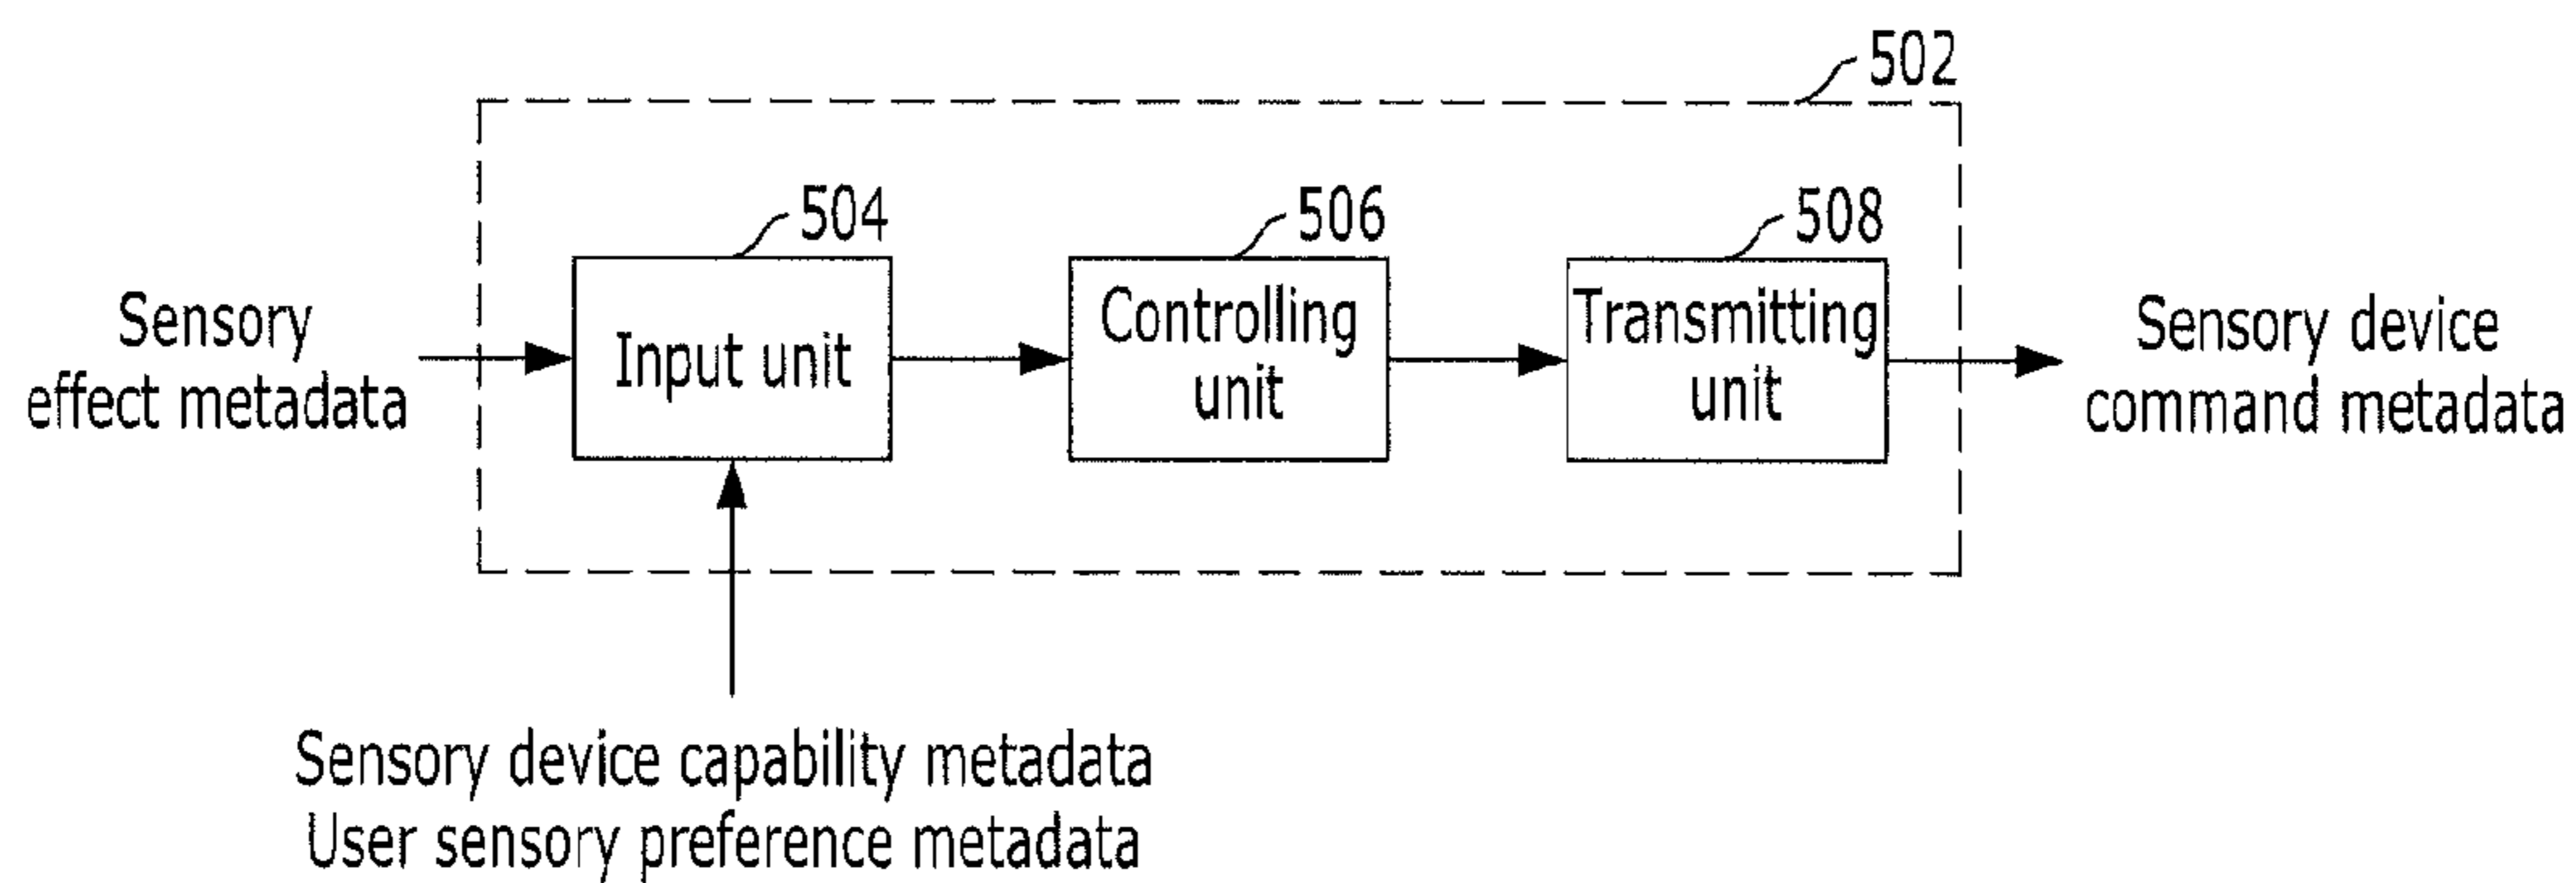 502
504
506
508
Sensory
effect metadata
Input unit
Controlling
unit
Transmitting
unit
Sensory device
command metadata
Sensory device capability metadata
User sensory preference metadata